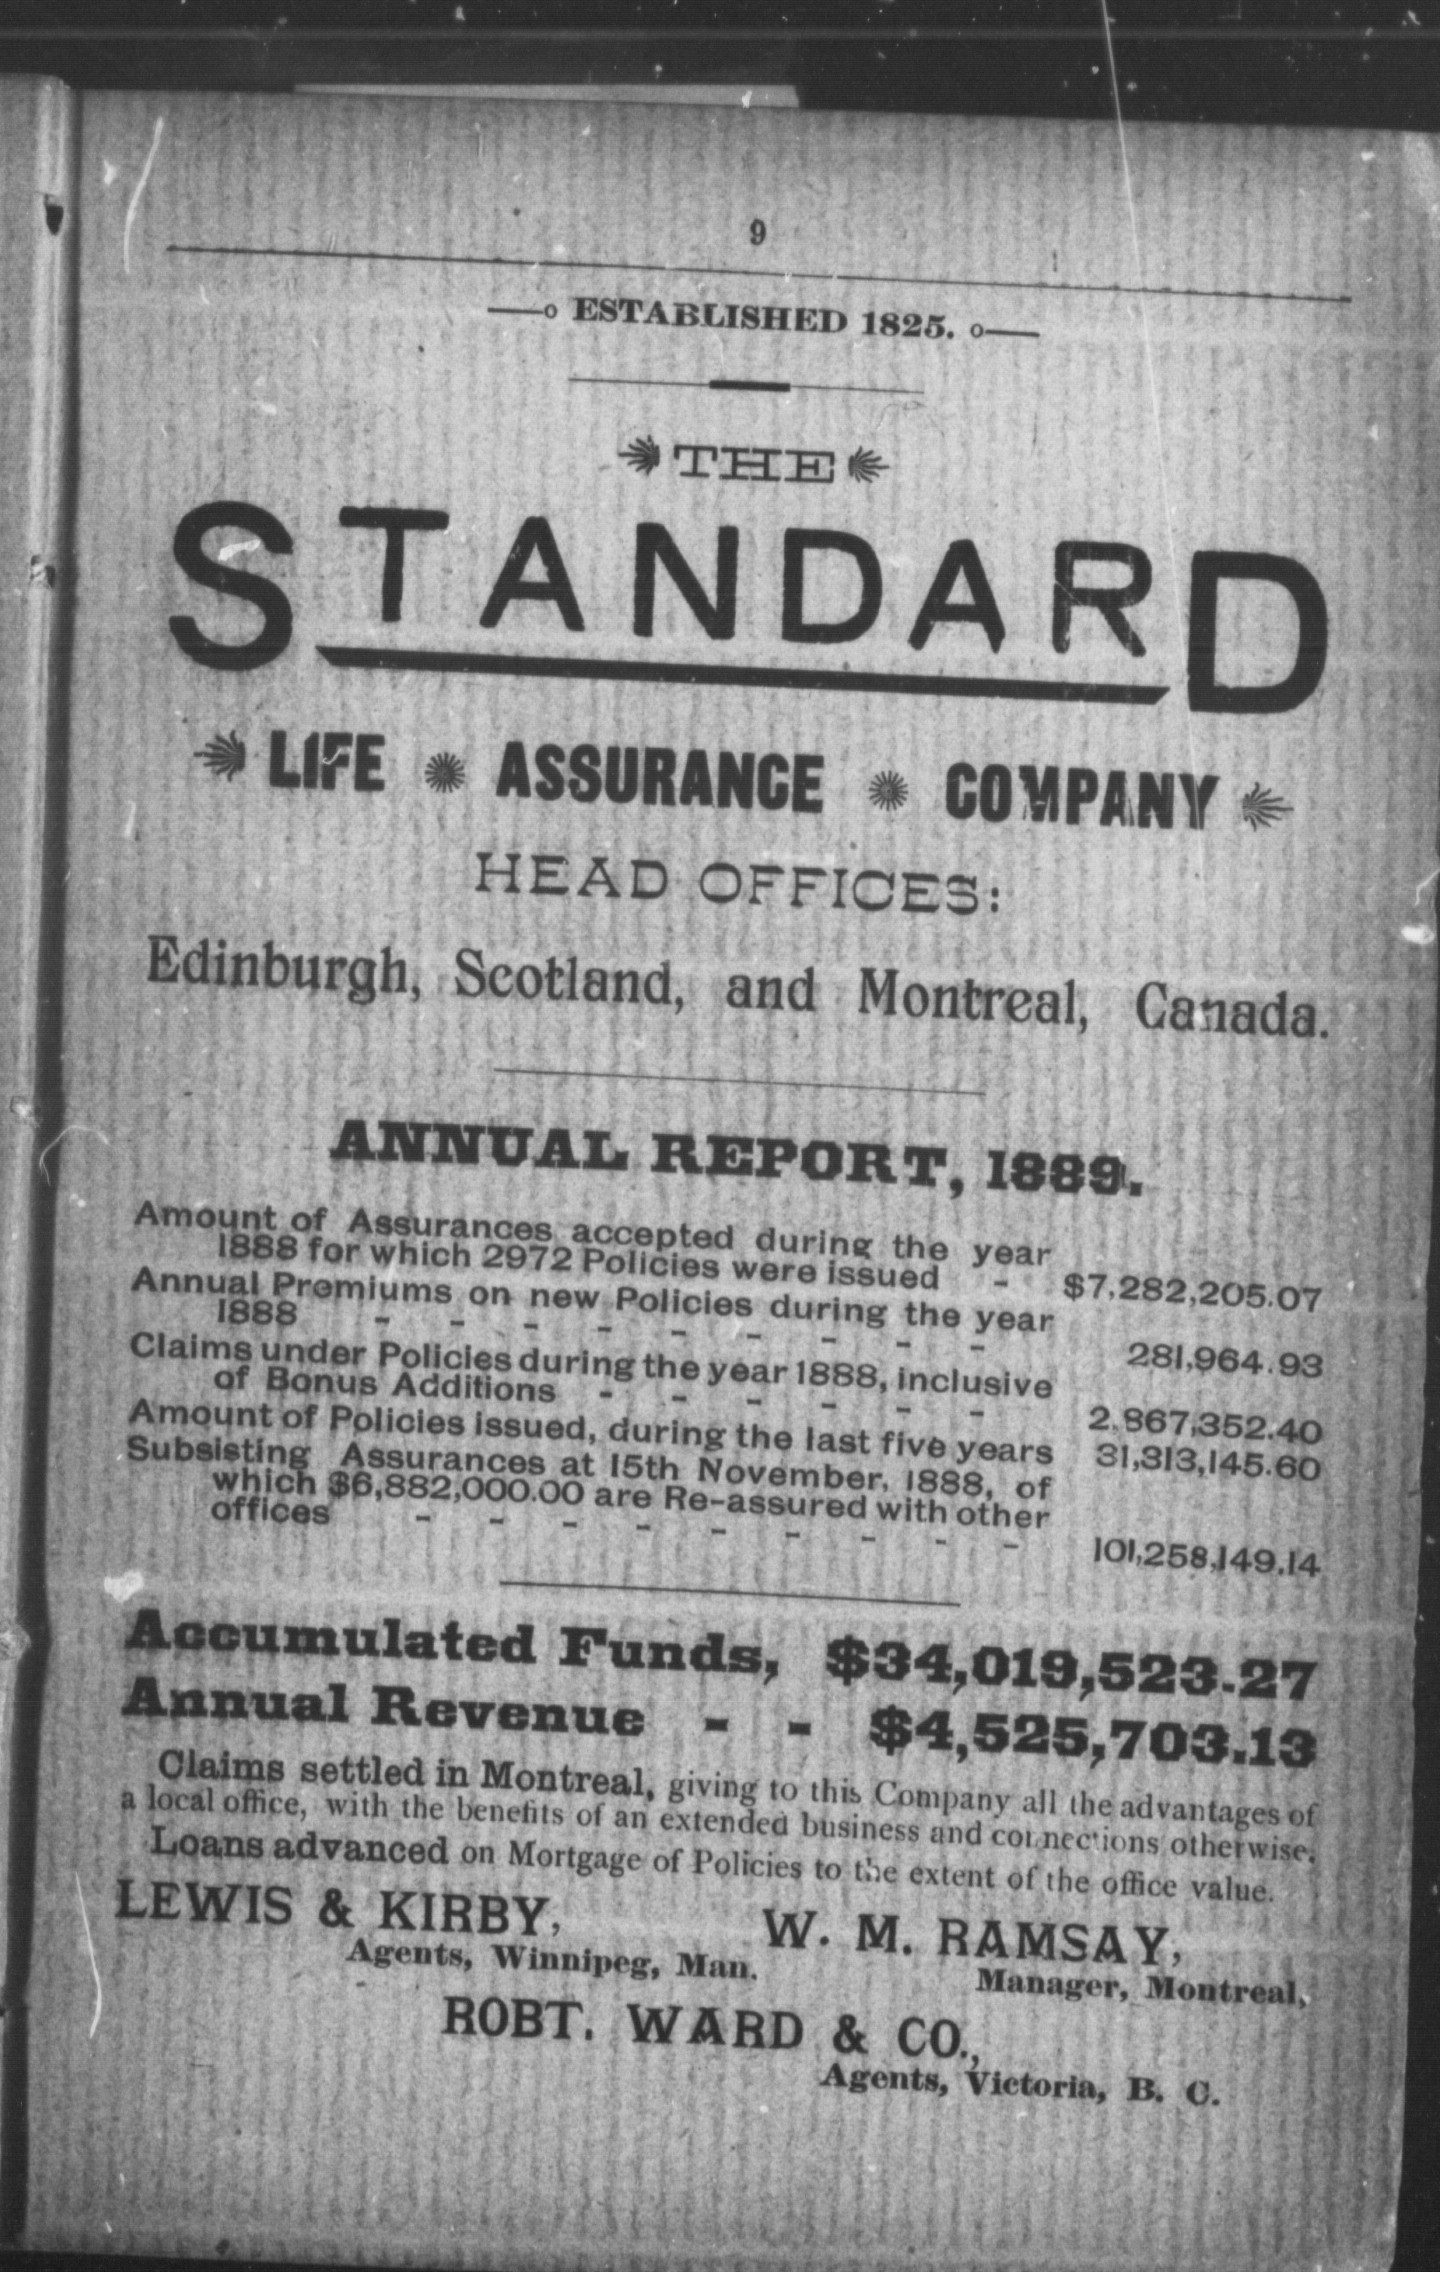 9
ESTABLISHED 1825.
THE
STANDARD
LIFE ASSURANCE COMPANY
HEAD OFFICES:
Edinburgh, Scotland, and Montreal, Canada.
ANNUAL REPORT, 1889.
Amount of Assurances accepted during the year
1888 for which 2972 Policies were issued - $7,282,205.07
Annual Premiums on new Policies during the year
1888 - - - - - - - - - 281,964.93
Claims under Policies during the year 1888, inclusive
of Bonus Additions - - - - - - 2,867,352.40
Amount of Policies issued, during the last five years 31,313,145.60
Subsisting Assurances at 15th November, 1888, of
which $6,882,000.00 are Re-assured with other
offices - - - - - - - - - 101,258,149.14
Accumulated Funds, $34,019,523.27
Annual Revenue - - $4,525,703.13
Claims settled in Montreal, giving to this Company all the advantages of
a local office, with the benefits of an extended business and connections otherwise.
Loans advanced on Mortgage of Policies to the extent of the office value.
LEWIS & KIRBY,
Agents, Winnipeg, Man.
W. M. RAMSAY,
Manager, Montreal,
ROBT. WARD & CO.,
Agents, Victoria, B. C.